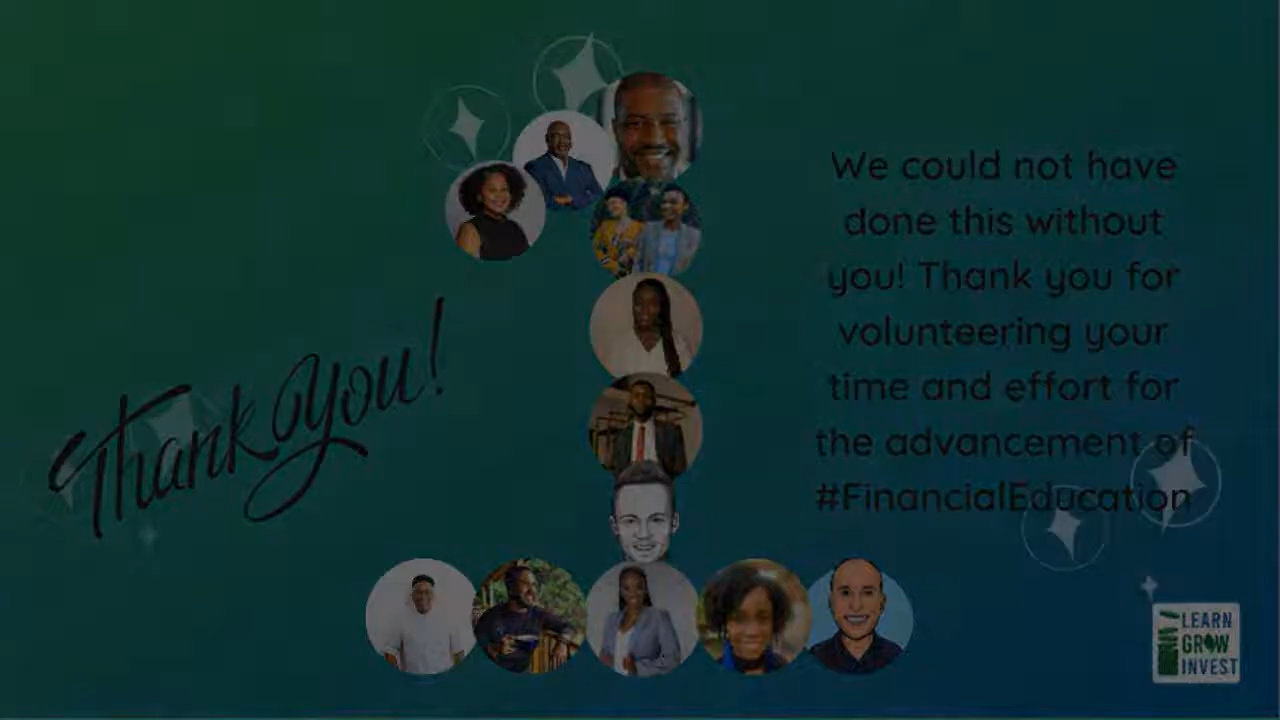 Thank You!
We could not have
done this without
you! Thank you for
volunteering your
time and effort for
the advancement of
#FinancialEducation
LEARN
GROW
INVEST